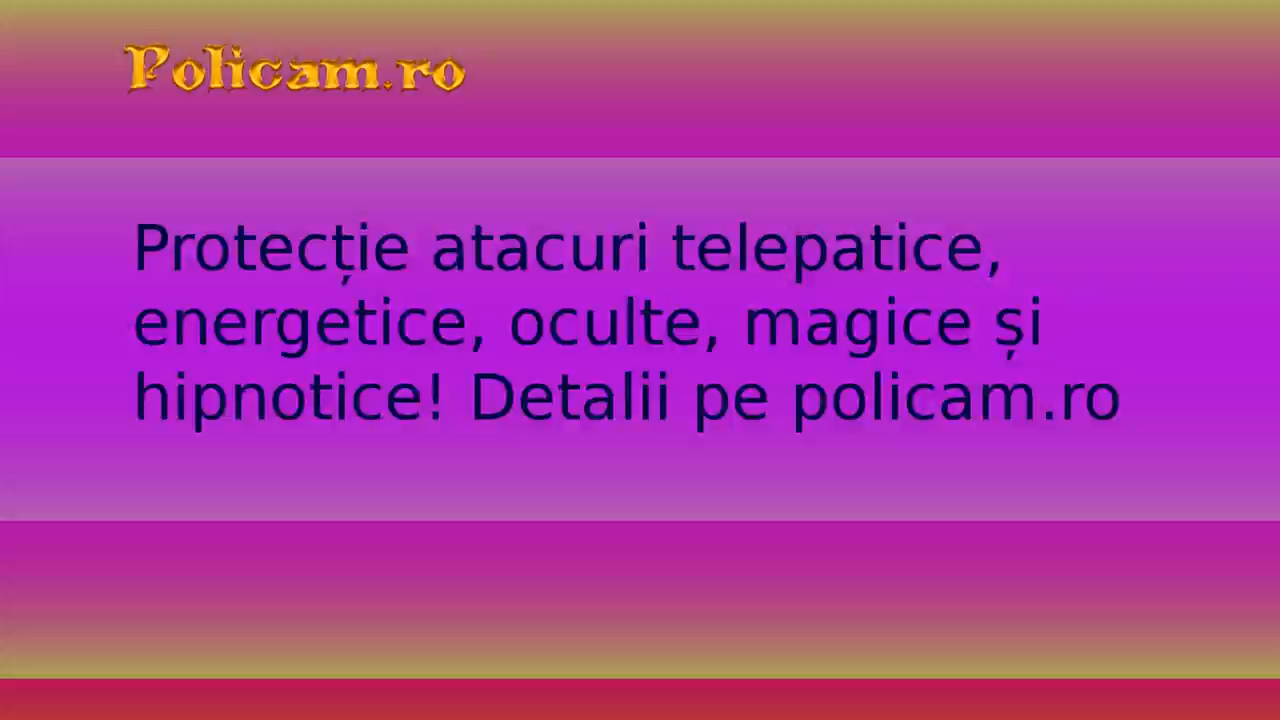 Policam.ro
Protecție atacuri telepatice,
energetice, oculte, magice și
hipnotice! Detalii pe policam.ro